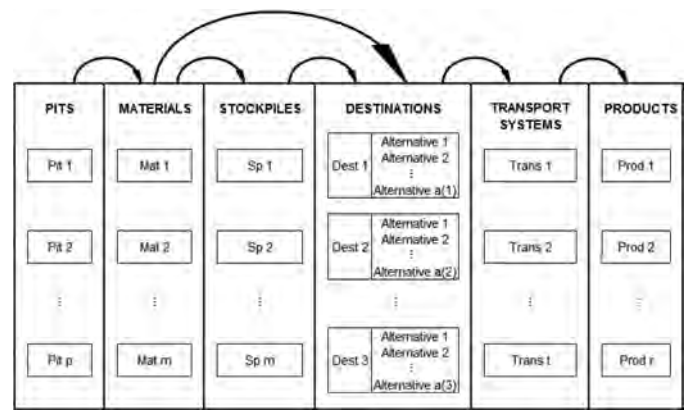 PITS
MATERIALS
STOCKPILES
DESTINATIONS
TRANSPORT
SYSTEMS
PRODUCTS
Pit 1
Mat 1
Sp 1
Dest 1
Alternative 1
Alternative 2
⋮
Alternative a(1)
Trans 1
Prod 1
Pit 2
Mat 2
Sp 2
Dest 2
Alternative 1
Alternative 2
⋮
Alternative a(2)
Trans 2
Prod 2
⋮
⋮
⋮
⋮
⋮
⋮
Pit p
Mat m
Sp m
Dest 3
Alternative 1
Alternative 2
⋮
Alternative a(3)
Trans t
Prod r